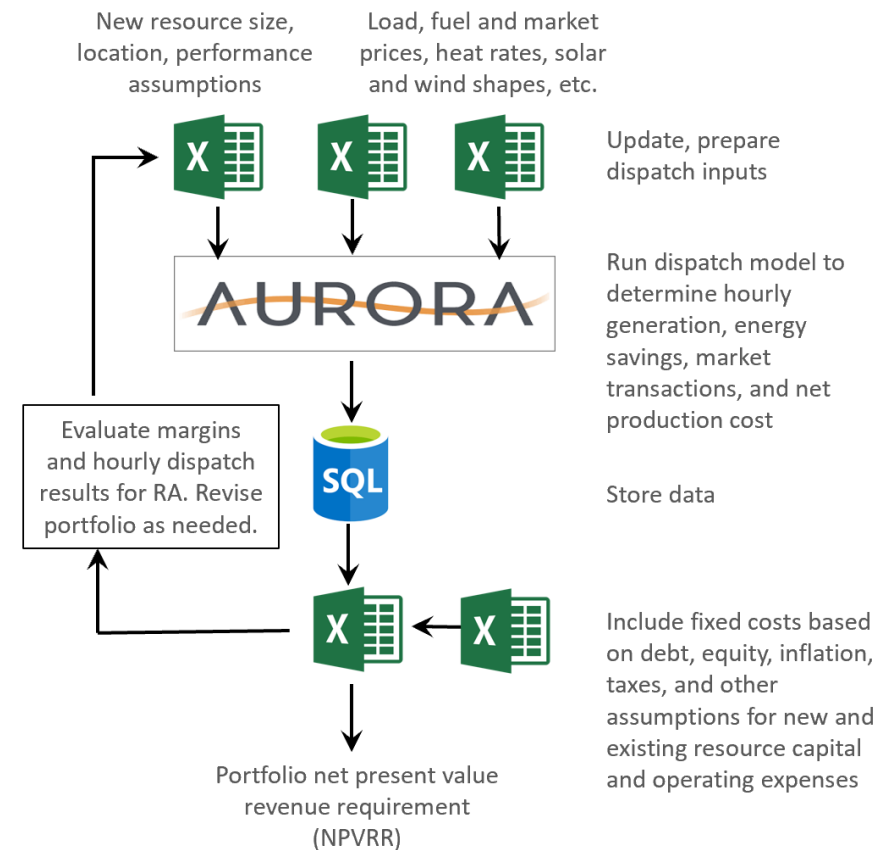 New resource size,
location, performance
assumptions
Load, fuel and market
prices, heat rates, solar
and wind shapes, etc.
X
X
X
Update, prepare
dispatch inputs
AURORA
Run dispatch model to
determine hourly
generation, energy
savings, market
transactions, and net
production cost
Evaluate margins
and hourly dispatch
results for RA. Revise
portfolio as needed.
SQL
Store data
X
X
Include fixed costs based
on debt, equity, inflation,
taxes, and other
assumptions for new and
existing resource capital
and operating expenses
Portfolio net present value
revenue requirement
(NPVRR)